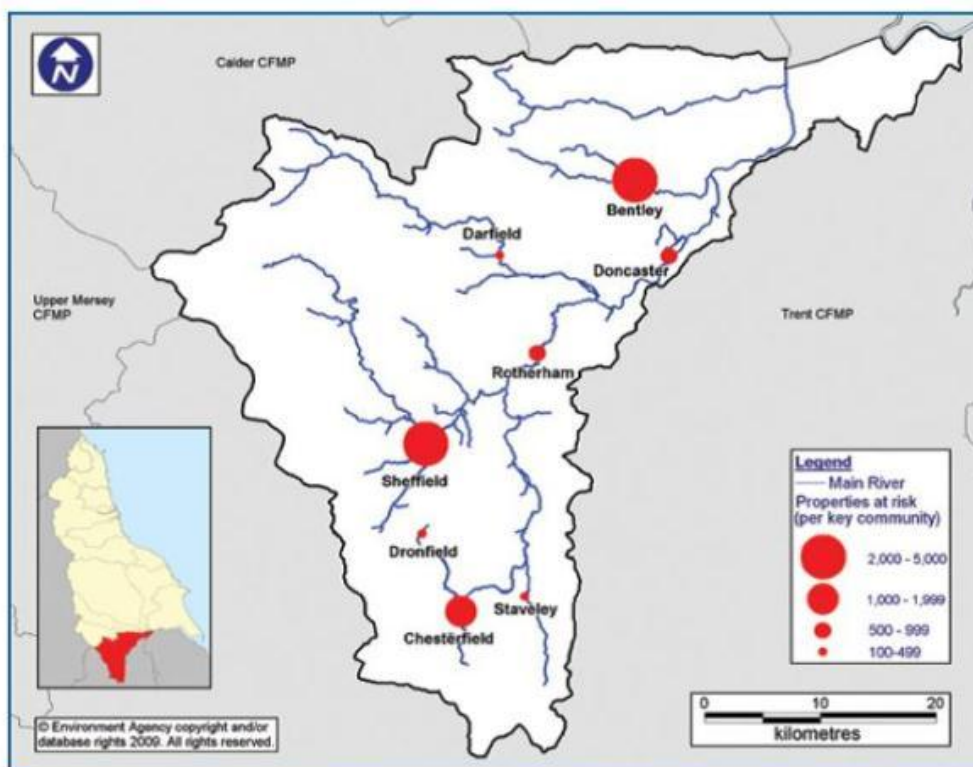 N
Calder CFMP
Bentley
Darfield
Doncaster
Upper Mersey
CFMP
Trent CFMP
Rotherham
Sheffield
Dronfield
Staveley
Chesterfield
Legend
Main River
Properties at risk
(per key community)
2,000 - 5,000
1,000 - 1,999
500 - 999
100-499
0 10 20
kilometres
© Environment Agency copyright and/or
database rights 2009. All rights reserved.